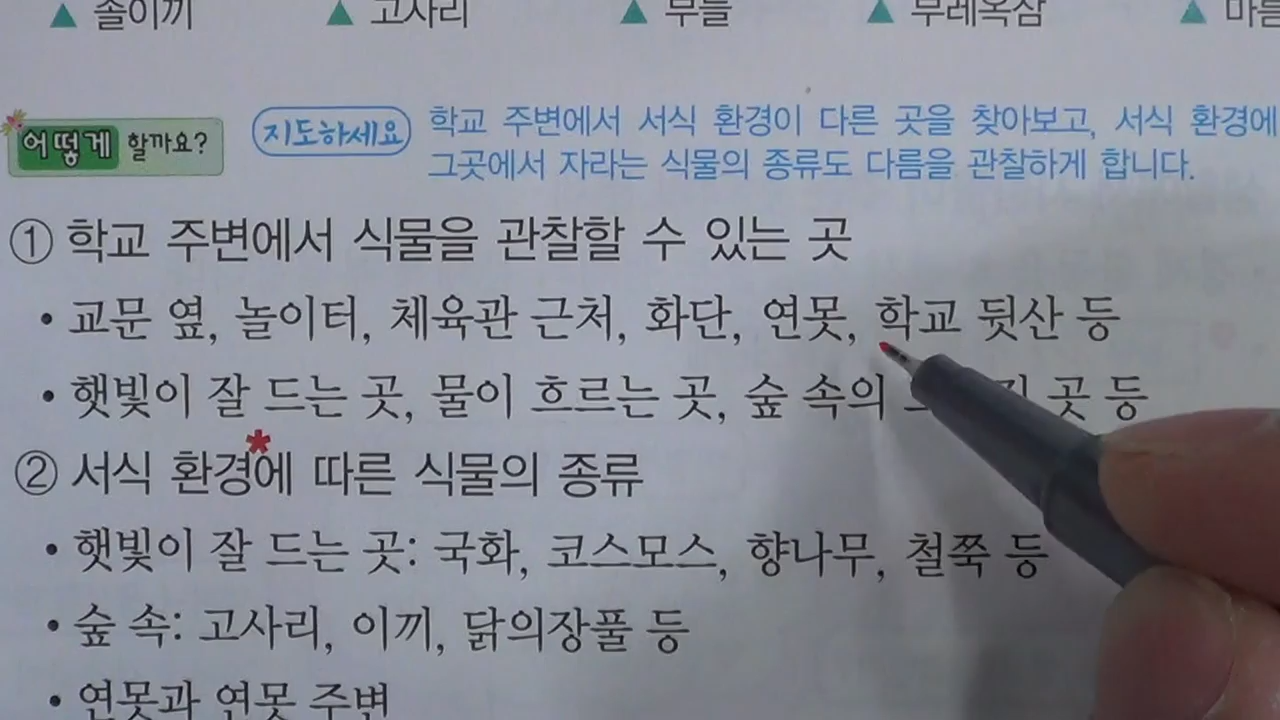 ▲ 솔이끼 ▲ 고사리 ▲ 부들 ▲ 부레옥잠 ▲ 마름
어떻게 할까요? 지도하세요 학교 주변에서 서식 환경이 다른 곳을 찾아보고, 서식 환경에
그곳에서 자라는 식물의 종류도 다름을 관찰하게 합니다.
① 학교 주변에서 식물을 관찰할 수 있는 곳
• 교문 옆, 놀이터, 체육관 근처, 화단, 연못, 학교 뒷산 등
• 햇빛이 잘 드는 곳, 물이 흐르는 곳, 숲 속의 곳 등
② 서식 환경*에 따른 식물의 종류
• 햇빛이 잘 드는 곳: 국화, 코스모스, 향나무, 철쭉 등
• 숲 속: 고사리, 이끼, 닭의장풀 등
• 연못과 연못 주변